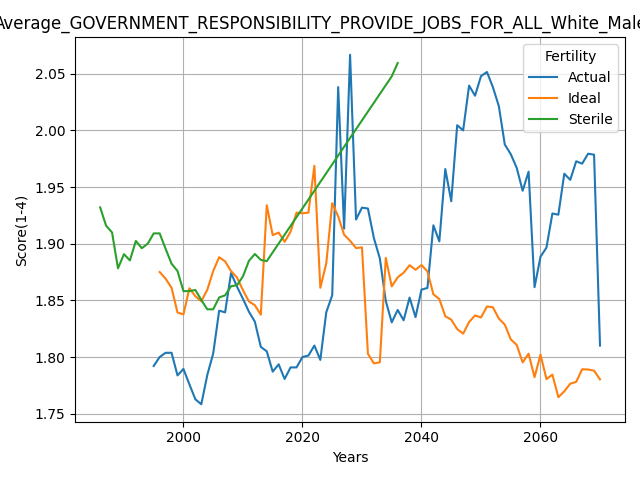 Average_GOVERNMENT_RESPONSIBILITY_PROVIDE_JOBS_FOR_ALL_White_Male
Fertility
Actual
Ideal
Sterile
Score(1-4)
2.05
2.00
1.95
1.90
1.85
1.80
1.75
2000
2020
2040
2060
Years